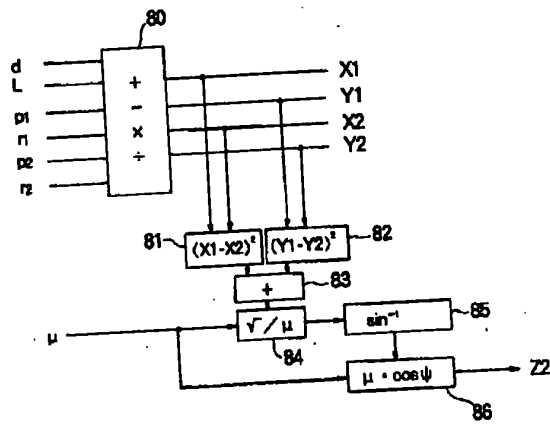 80
d
L
p1
r1
p2
r2
+
−
×
÷
X1
Y1
X2
Y2
81
(X1-X2)²
(Y1-Y2)²
82
+
83
μ
√/μ
84
sin⁻¹
85
μ・cosψ
86
Z2